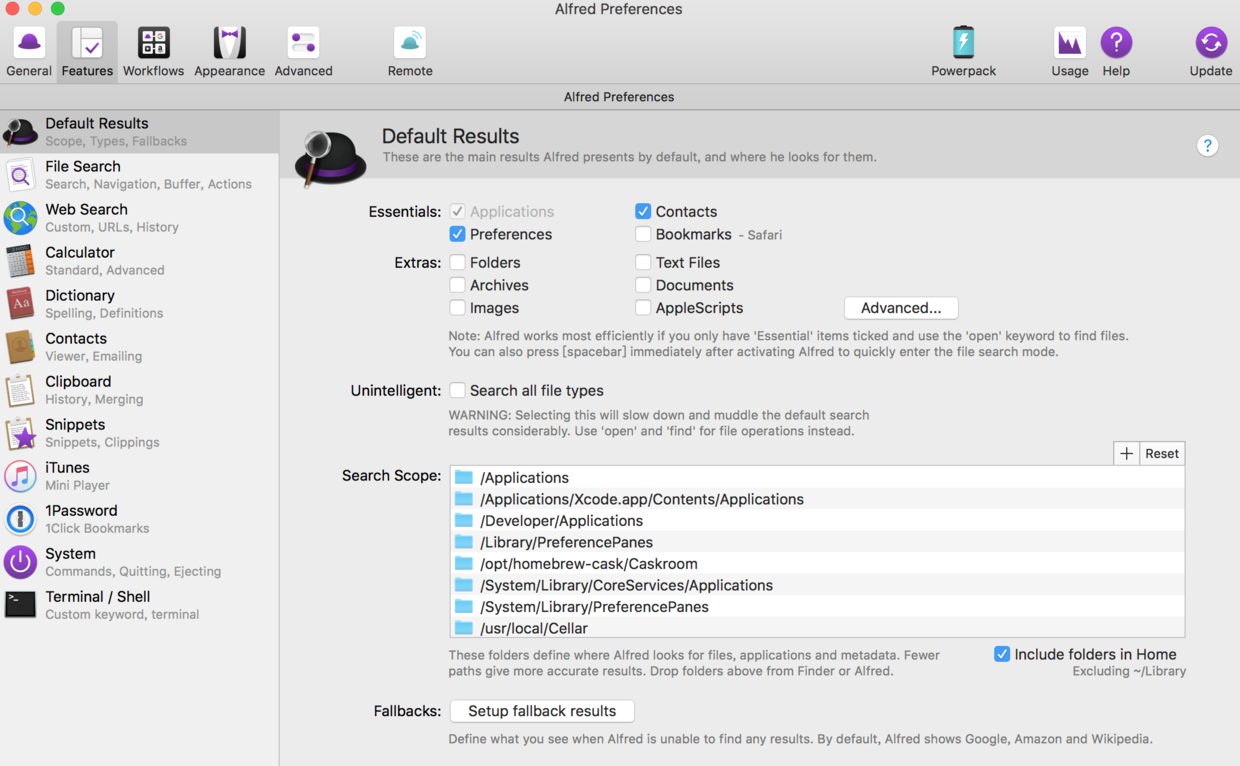 Alfred Preferences
General
Features
Workflows
Appearance
Advanced
Remote
Powerpack
Usage
Help
Update
Alfred Preferences
Default Results
Scope, Types, Fallbacks
File Search
Search, Navigation, Buffer, Actions
Web Search
Custom, URLs, History
Calculator
Standard, Advanced
Dictionary
Spelling, Definitions
Contacts
Viewer, Emailing
Clipboard
History, Merging
Snippets
Snippets, Clippings
iTunes
Mini Player
1Password
1Click Bookmarks
System
Commands, Quitting, Ejecting
Terminal / Shell
Custom keyword, terminal
Default Results
These are the main results Alfred presents by default, and where he looks for them.
?
Essentials: Applications Contacts
Preferences Bookmarks - Safari
Extras: Folders Text Files
Archives Documents
Images AppleScripts Advanced...
Note: Alfred works most efficiently if you only have 'Essential' items ticked and use the 'open' keyword to find files.
You can also press [spacebar] immediately after activating Alfred to quickly enter the file search mode.
Unintelligent: Search all file types
WARNING: Selecting this will slow down and muddle the default search
results considerably. Use 'open' and 'find' for file operations instead.
+ Reset
Search Scope: /Applications
/Applications/Xcode.app/Contents/Applications
/Developer/Applications
/Library/PreferencePanes
/opt/homebrew-cask/Caskroom
/System/Library/CoreServices/Applications
/System/Library/PreferencePanes
/usr/local/Cellar
These folders define where Alfred looks for files, applications and metadata. Fewer
paths give more accurate results. Drop folders above from Finder or Alfred.
Include folders in Home
Excluding ~/Library
Fallbacks: Setup fallback results
Define what you see when Alfred is unable to find any results. By default, Alfred shows Google, Amazon and Wikipedia.